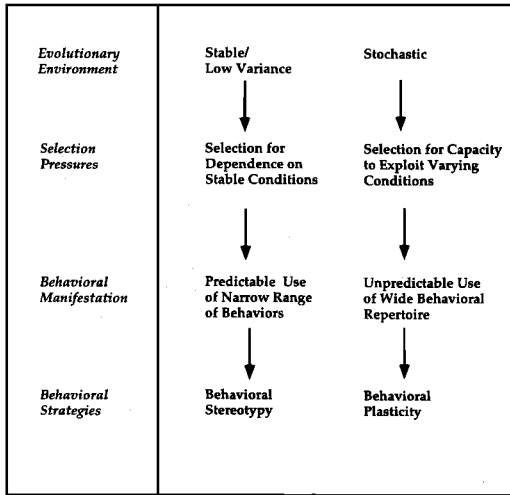 Evolutionary
Environment
Stable/
Low Variance
Stochastic
Selection
Pressures
Selection for
Dependence on
Stable Conditions
Selection for Capacity
to Exploit Varying
Conditions
Behavioral
Manifestation
Predictable Use
of Narrow Range
of Behaviors
Unpredictable Use
of Wide Behavioral
Repertoire
Behavioral
Strategies
Behavioral
Stereotypy
Behavioral
Plasticity